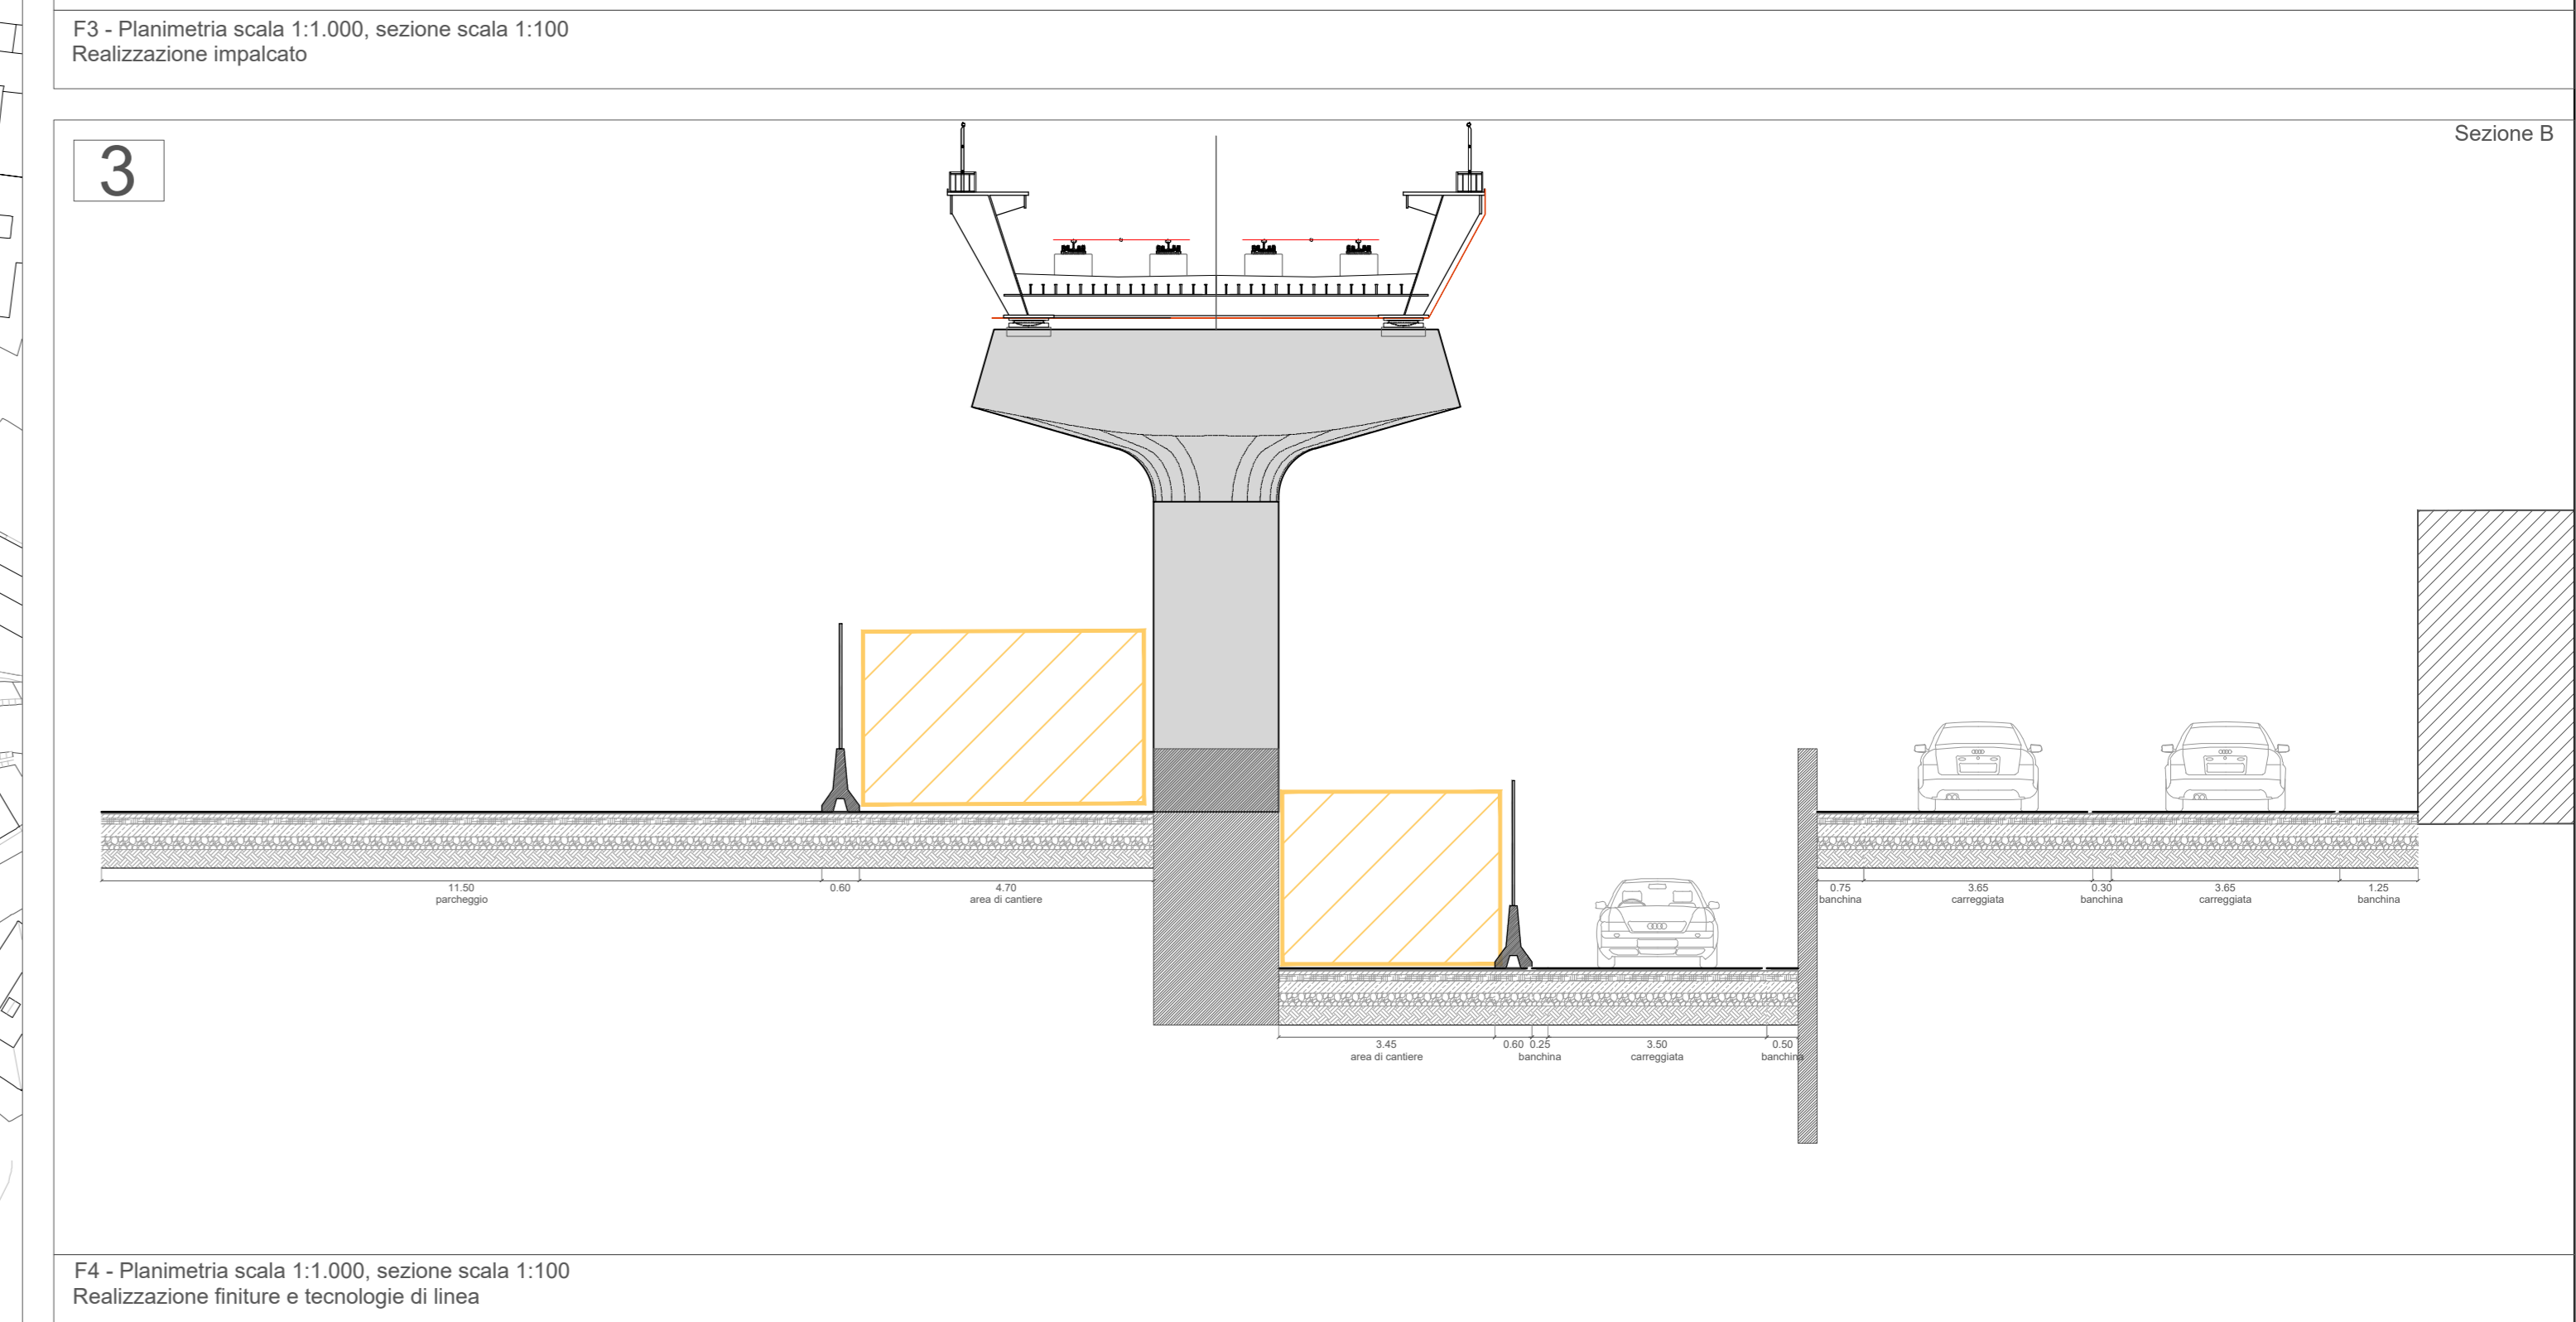 F3 - Planimetria scala 1:1.000, sezione scala 1:100
Realizzazione impalcato
3
Sezione B
11.50
parcheggio
0.60
4.70
area di cantiere
0.75
banchina
3.65
carreggiata
0.30
banchina
3.65
carreggiata
1.25
banchina
3.45
area di cantiere
0.60
0.25
banchina
3.50
carreggiata
0.50
banchina
F4 - Planimetria scala 1:1.000, sezione scala 1:100
Realizzazione finiture e tecnologie di linea